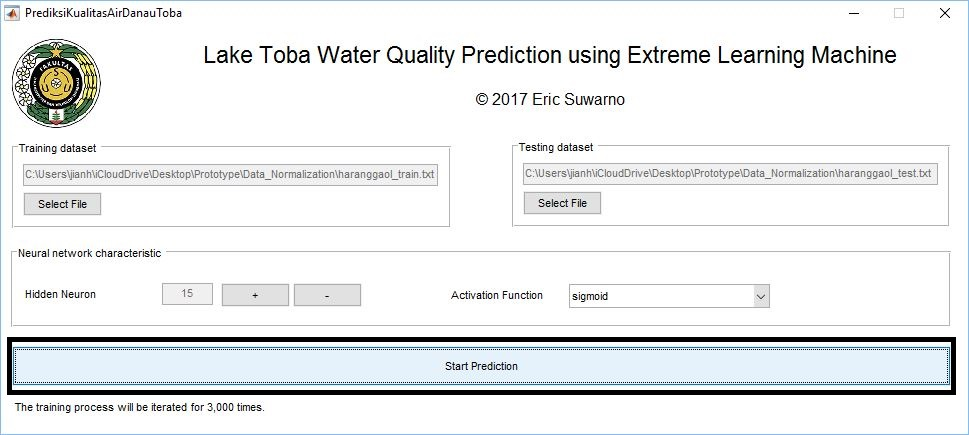 PrediksiKualitasAirDanauToba
Lake Toba Water Quality Prediction using Extreme Learning Machine
© 2017 Eric Suwarno
Training dataset
C:\Users\jianh\iCloudDrive\Desktop\Prototype\Data_Normalization\haranggaol_train.txt
Select File
Testing dataset
C:\Users\jianh\iCloudDrive\Desktop\Prototype\Data_Normalization\haranggaol_test.txt
Select File
Neural network characteristic
Hidden Neuron 15 + - Activation Function sigmoid
Start Prediction
The training process will be iterated for 3,000 times.